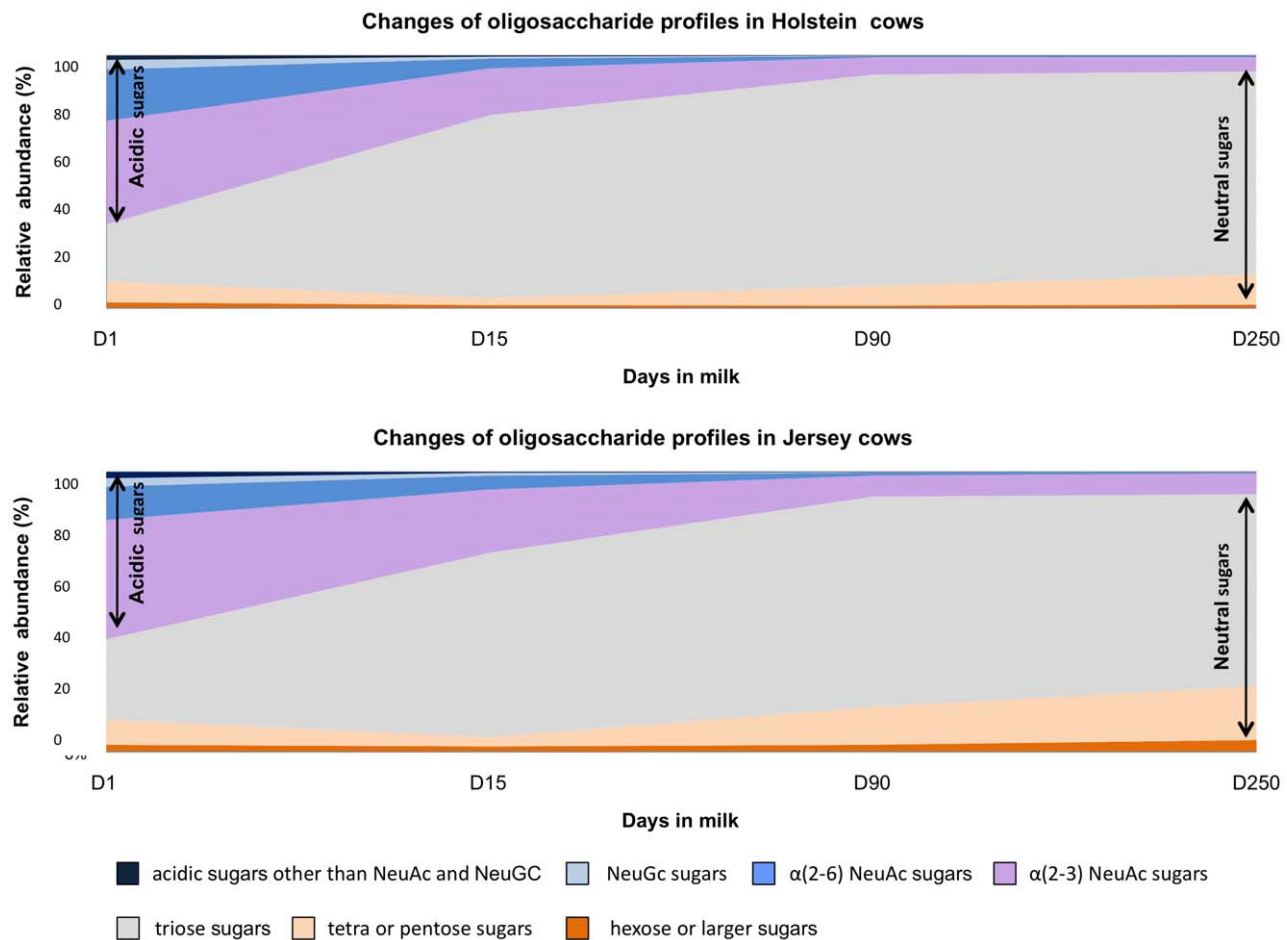 Changes of oligosaccharide profiles in Holstein cows
Relative abundance (%)
100
80
60
40
20
0
Acidic sugars
Neutral sugars
D1 D15 D90 D250
Days in milk
Changes of oligosaccharide profiles in Jersey cows
Relative abundance (%)
100
80
60
40
20
0
Acidic sugars
Neutral sugars
D1 D15 D90 D250
Days in milk
acidic sugars other than NeuAc and NeuGC NeuGc sugars α(2-6) NeuAc sugars α(2-3) NeuAc sugars
triose sugars tetra or pentose sugars hexose or larger sugars